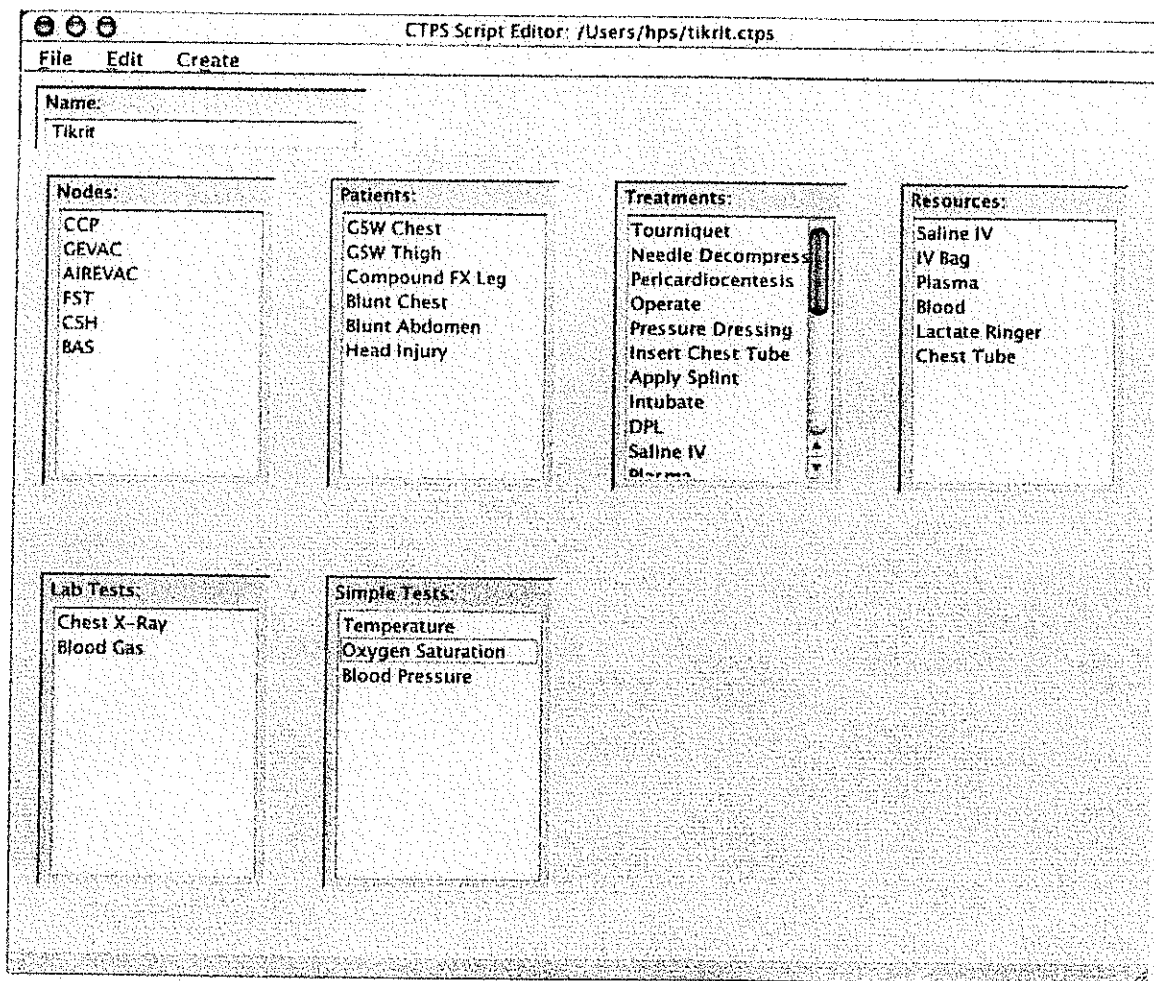 CTPS Script Editor: /Users/hps/tikrit.ctps
File Edit Create
Name:
Tikrit
Nodes:
CCP
GEVAC
AIREVAC
FST
CSH
BAS
Patients:
GSW Chest
GSW Thigh
Compound FX Leg
Blunt Chest
Blunt Abdomen
Head Injury
Treatments:
Tourniquet
Needle Decompress
Pericardiocentesis
Operate
Pressure Dressing
Insert Chest Tube
Apply Splint
Intubate
DPL
Saline IV
Plasma
Resources:
Saline IV
IV Bag
Plasma
Blood
Lactate Ringer
Chest Tube
Lab Tests:
Chest X-Ray
Blood Gas
Simple Tests:
Temperature
Oxygen Saturation
Blood Pressure